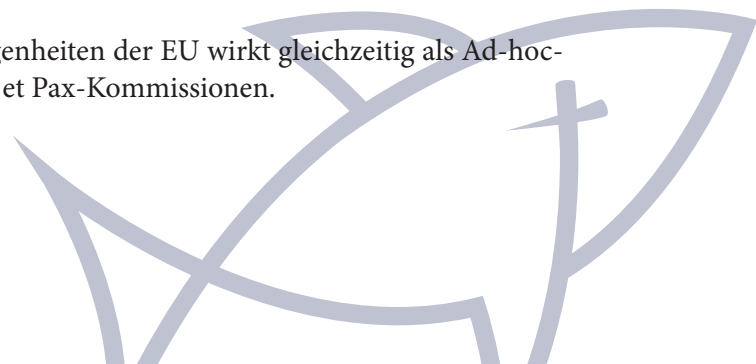 genheiten der EU wirkt gleichzeitig als Ad-hoc-
et Pax-Kommissionen.